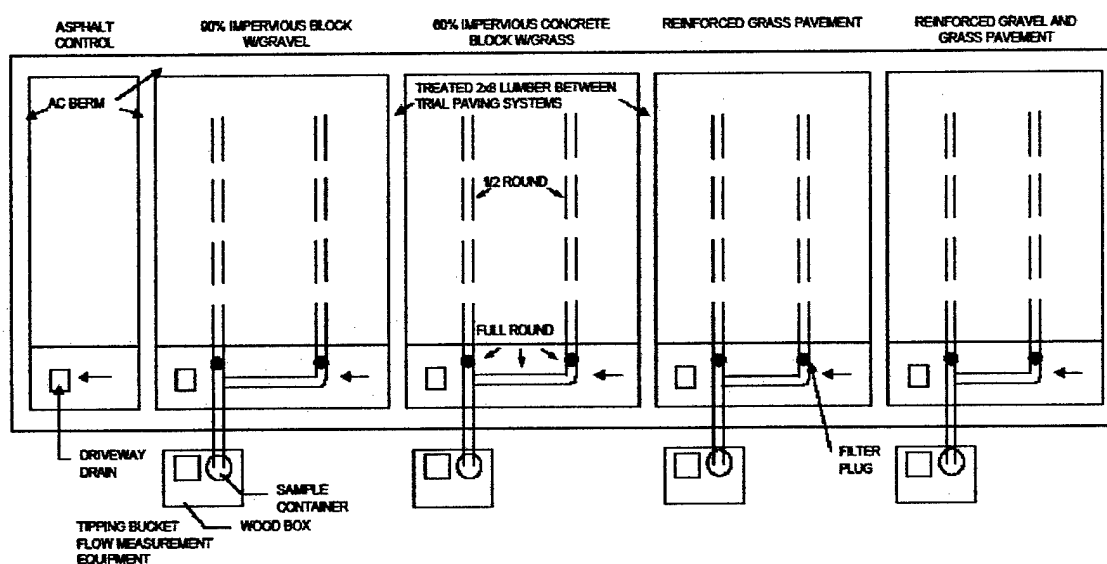 ASPHALT
CONTROL
90% IMPERVIOUS BLOCK
W/GRAVEL
60% IMPERVIOUS CONCRETE
BLOCK W/GRASS
REINFORCED GRASS PAVEMENT
REINFORCED GRAVEL AND
GRASS PAVEMENT
AC BERM
TREATED 2x8 LUMBER BETWEEN
TRIAL PAVING SYSTEMS
1/2 ROUND
FULL ROUND
DRIVEWAY
DRAIN
SAMPLE
CONTAINER
FILTER
PLUG
WOOD BOX
TIPPING BUCKET
FLOW MEASUREMENT
EQUIPMENT